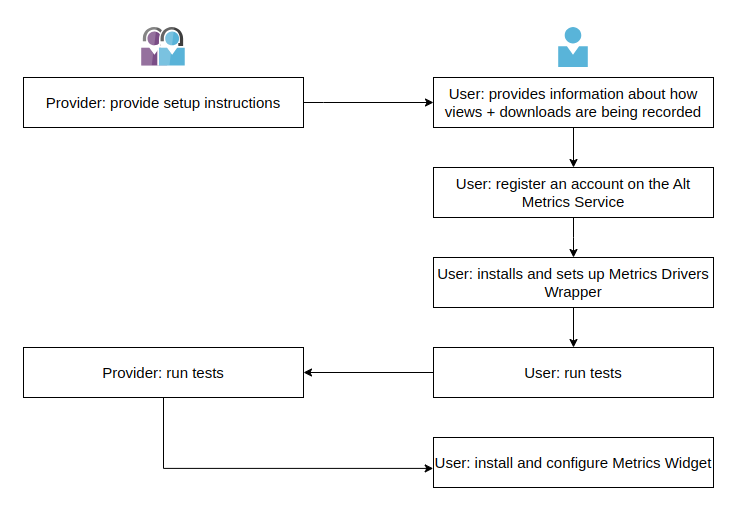 Provider: provide setup instructions
User: provides information about how
views + downloads are being recorded
User: register an account on the Alt
Metrics Service
User: installs and sets up Metrics Drivers
Wrapper
Provider: run tests
User: run tests
User: install and configure Metrics Widget